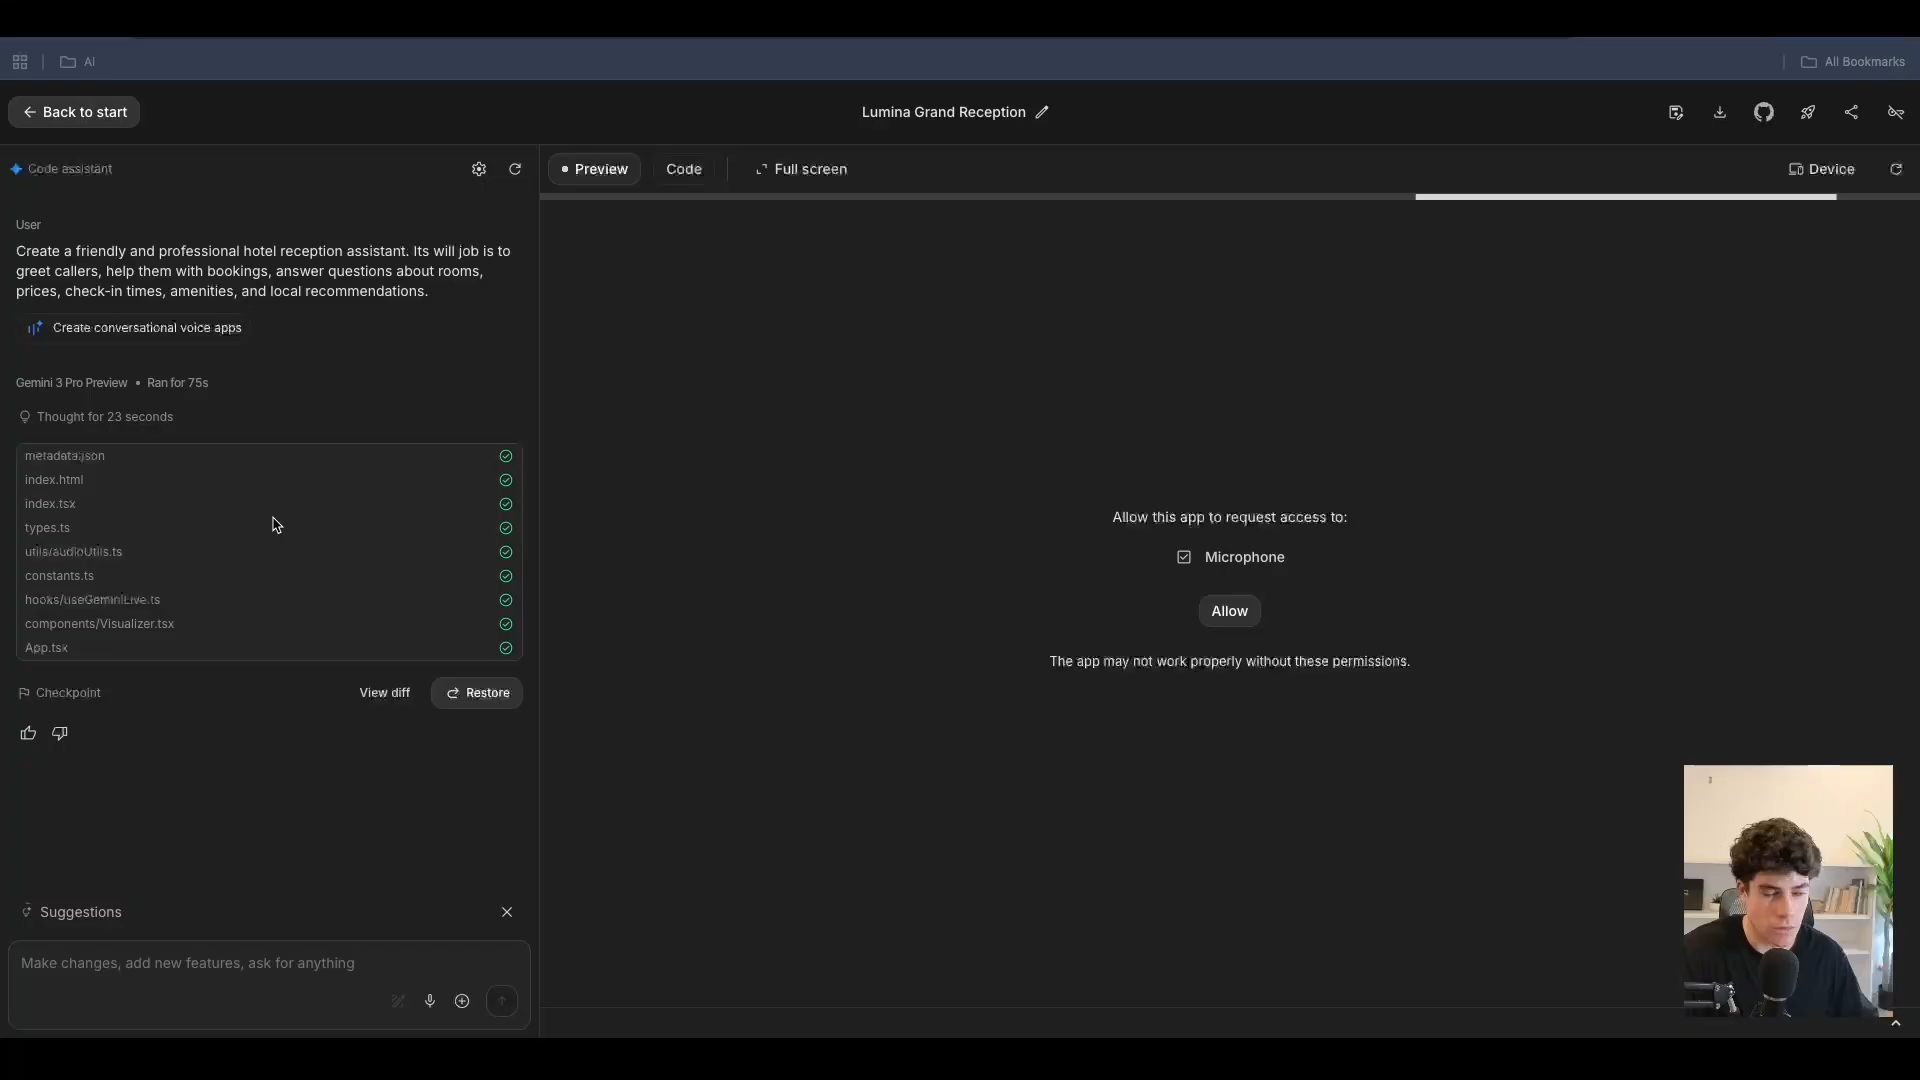 AI
All Bookmarks
Back to start
Lumina Grand Reception
Code assistant
Preview
Code
Full screen
Device
User
Create a friendly and professional hotel reception assistant. Its will job is to
greet callers, help them with bookings, answer questions about rooms,
prices, check-in times, amenities, and local recommendations.
Create conversational voice apps
Gemini 3 Pro Preview • Ran for 75s
Thought for 23 seconds
metadata.json
index.html
index.tsx
types.ts
utils/audioUtils.ts
constants.ts
hooks/useGeminiLive.ts
components/Visualizer.tsx
App.tsx
Checkpoint
View diff
Restore
Allow this app to request access to:
Microphone
Allow
The app may not work properly without these permissions.
Suggestions
Make changes, add new features, ask for anything